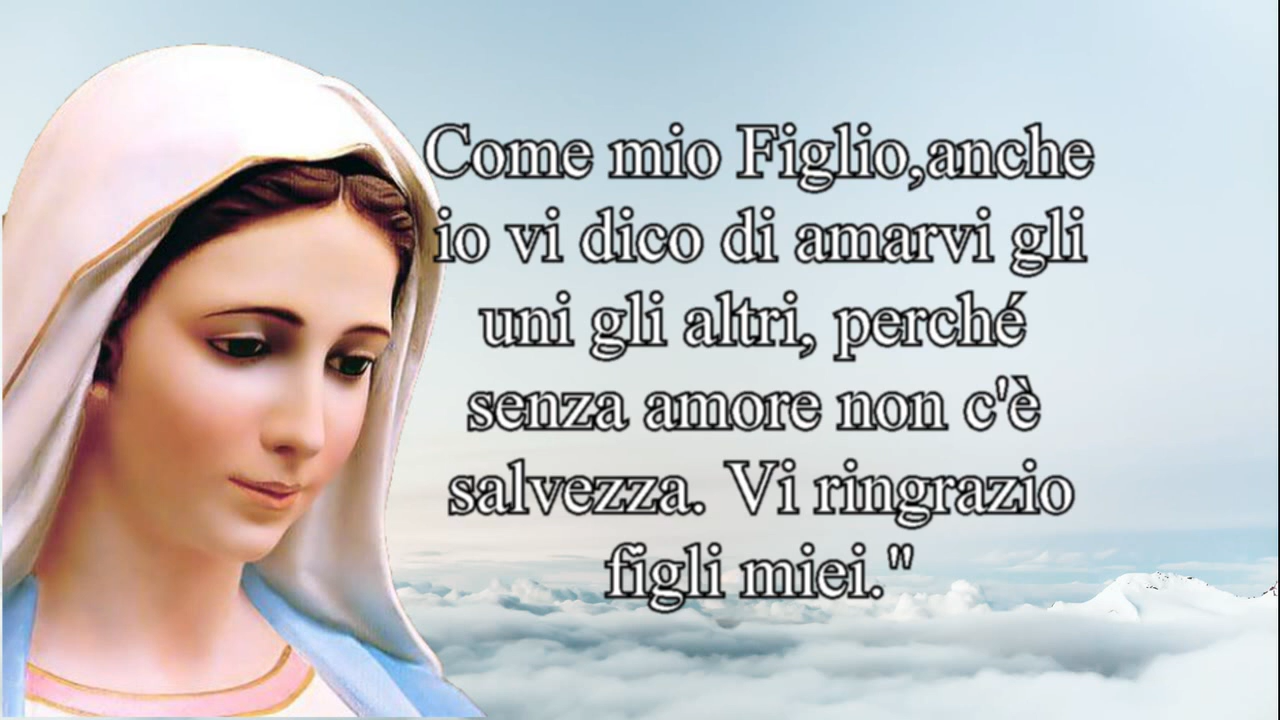 Come mio Figlio,anche
io vi dico di amarvi gli
uni gli altri, perché
senza amore non c'è
salvezza. Vi ringrazio
figli miei."